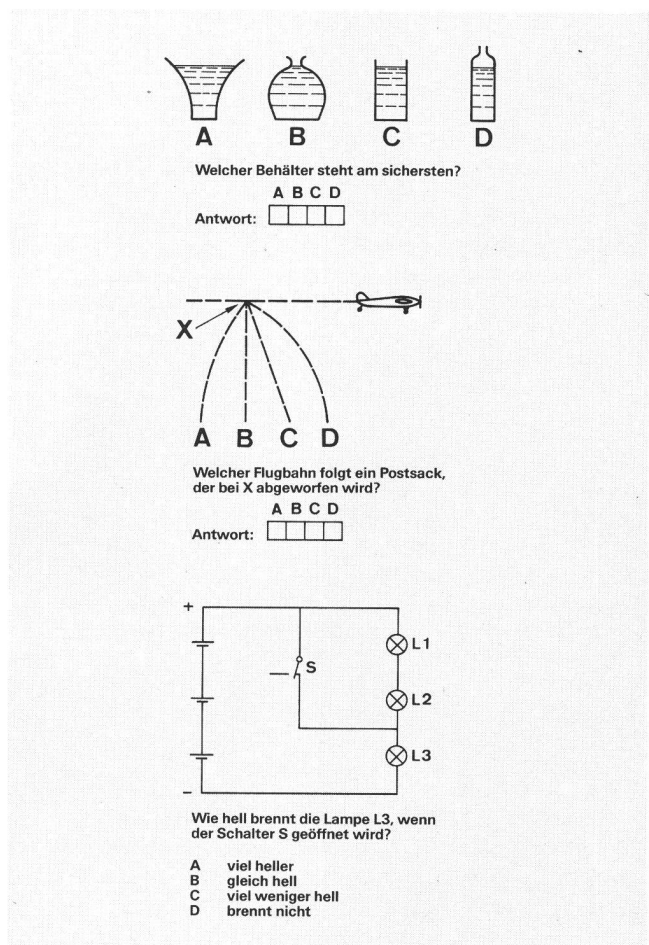 A B C D
Welcher Behälter steht am sichersten?
A B C D
Antwort:
X
A B C D
Welcher Flugbahn folgt ein Postsack,
der bei X abgeworfen wird?
A B C D
Antwort:
+
L1
S
L2
L3
–
Wie hell brennt die Lampe L3, wenn
der Schalter S geöffnet wird?
A viel heller
B gleich hell
C viel weniger hell
D brennt nicht